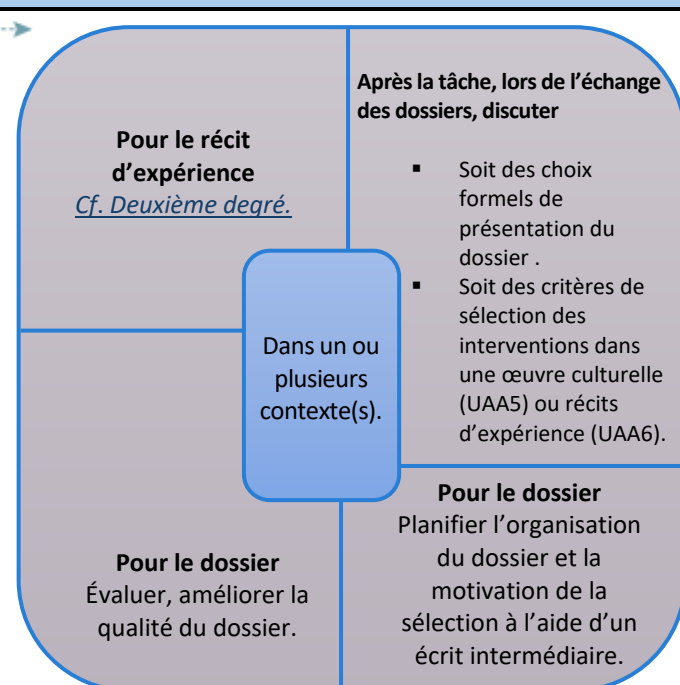 Pour le récit
d’expérience
Cf. Deuxième degré.
Après la tâche, lors de l’échange
des dossiers, discuter
▪ Soit des choix
formels de
présentation du
dossier .
▪ Soit des critères de
sélection des
interventions dans
une œuvre culturelle
(UAA5) ou récits
d’expérience (UAA6).
Dans un ou
plusieurs
contexte(s).
Pour le dossier
Évaluer, améliorer la
qualité du dossier.
Pour le dossier
Planifier l’organisation
du dossier et la
motivation de la
sélection à l’aide d’un
écrit intermédiaire.